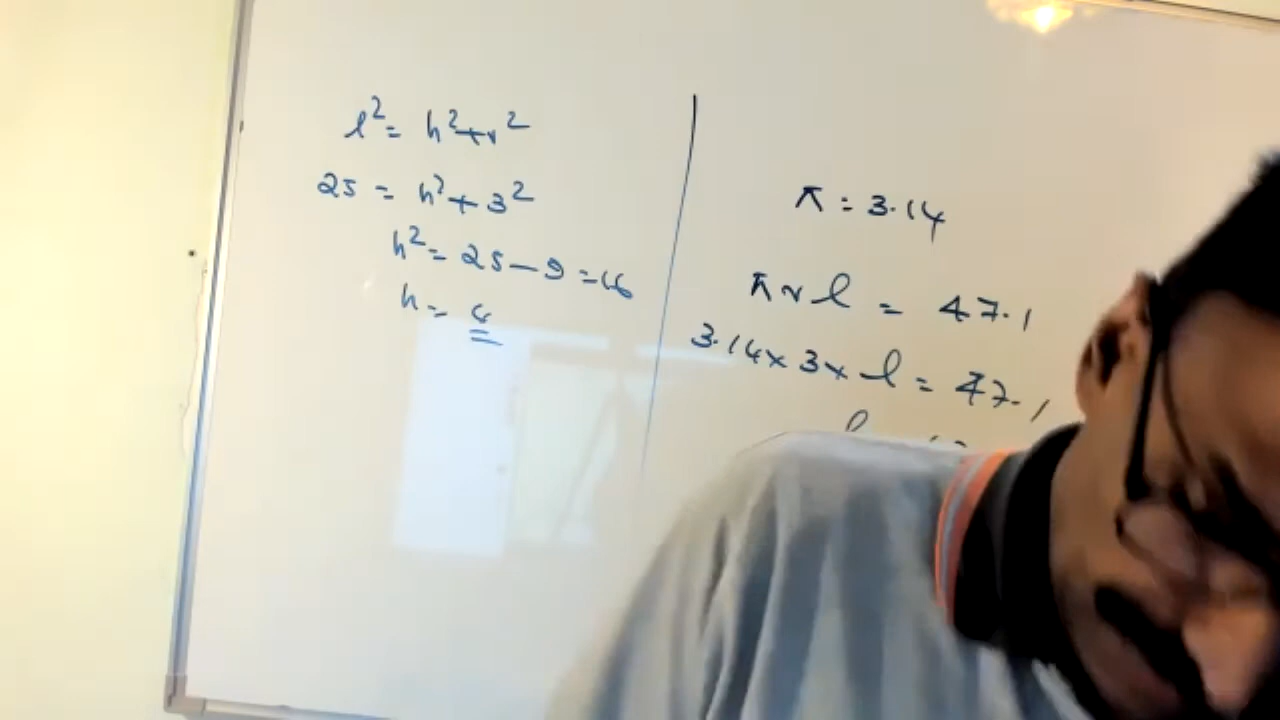 l² = h²+r²
25 = h²+ 3²
h² = 25 – 9 = 16
h = 4
π = 3.14
π r l = 47.1
3.14 x 3 x l = 47.1